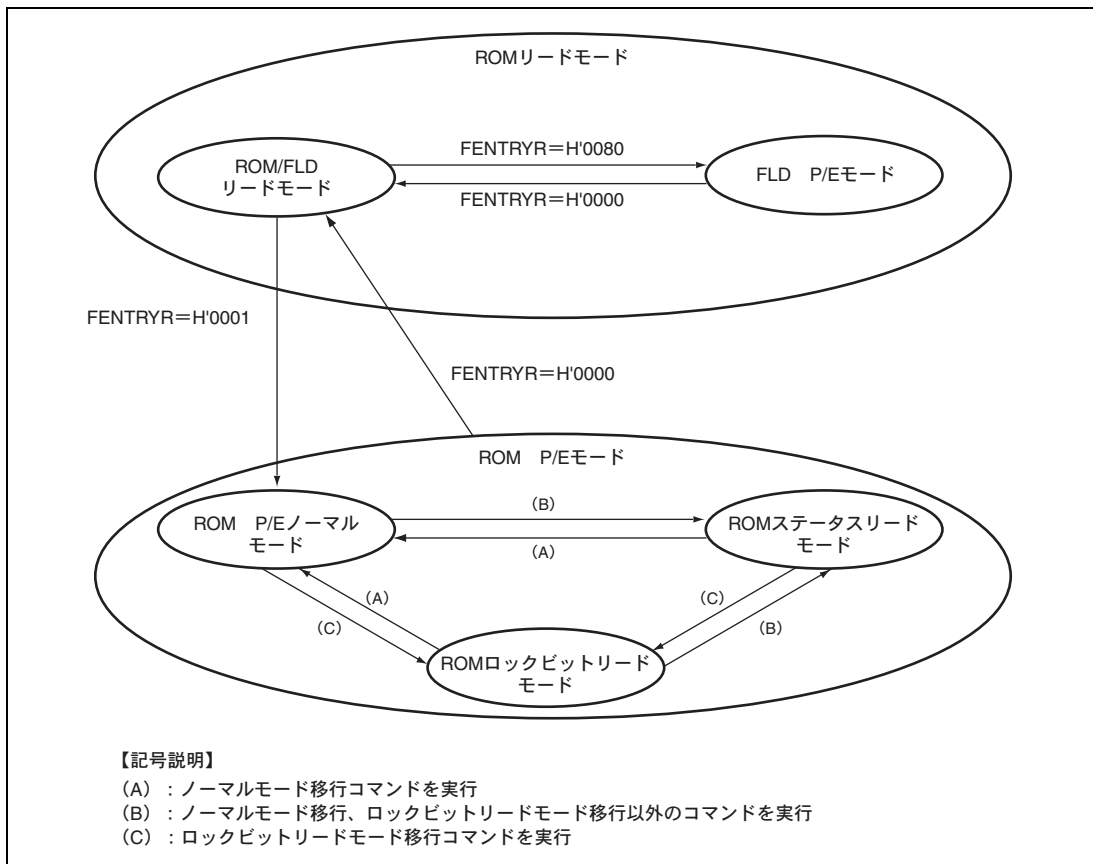 ROMリードモード
ROM/FLD
リードモード
FENTRYR＝H'0080
FENTRYR＝H'0000
FLD　P/Eモード
FENTRYR＝H'0001
FENTRYR＝H'0000
ROM　P/Eモード
ROM　P/Eノーマル
モード
(B)
(A)
ROMステータスリード
モード
(A)
(C)
(C)
(B)
ROMロックビットリード
モード
【記号説明】
（A）：ノーマルモード移行コマンドを実行
（B）：ノーマルモード移行、ロックビットリードモード移行以外のコマンドを実行
（C）：ロックビットリードモード移行コマンドを実行